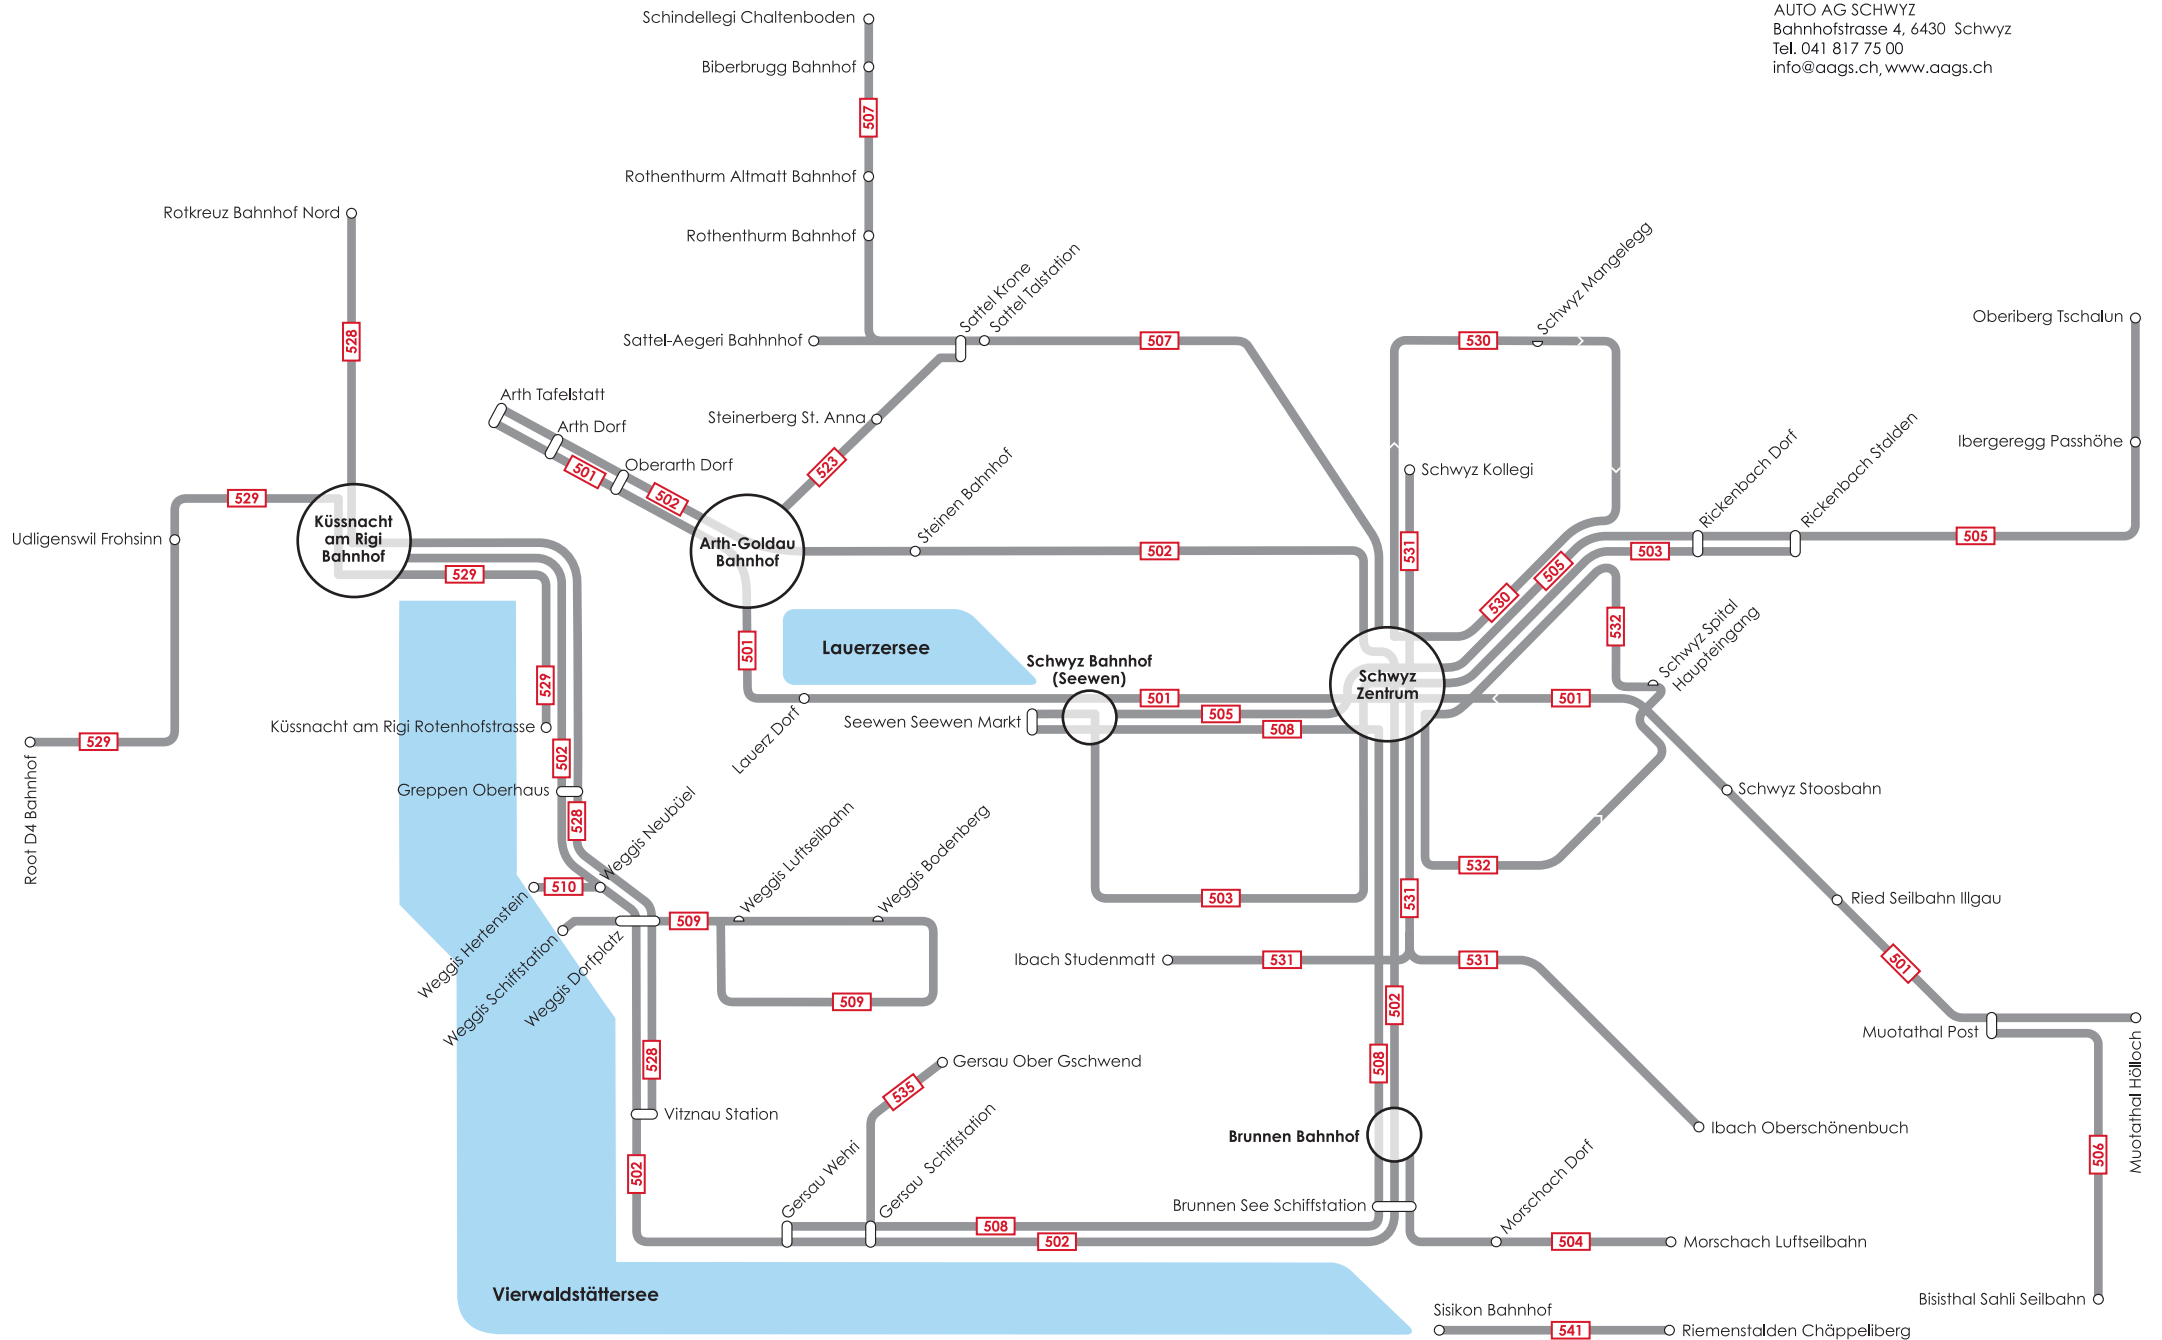 AUTO AG SCHWYZ
Bahnhofstrasse 4, 6430 Schwyz
Tel. 041 817 75 00
info@aags.ch, www.aags.ch
Schindellegi Chaltenboden
Biberbrugg Bahnhof
507
Rothenthurm Altmatt Bahnhof
Rotkreuz Bahnhof Nord
Rothenthurm Bahnhof
Sattel Krone
Sattel Talstation
Schwyz Mangelegg
Oberiberg Tschalun
528
Sattel-Aegeri Bahhnhof
507
530
Arth Tafelstatt
Arth Dorf
Steinerberg St. Anna
Oberarth Dorf
501
502
523
Steinen Bahnhof
Schwyz Kollegi
Rickenbach Dorf
Rickenbach Stalden
Ibergeregg Passhöhe
529
Udligenswil Frohsinn
Küssnacht
am Rigi
Bahnhof
Arth-Goldau
Bahnhof
502
531
503
505
505
530
529
532
Schwyz Spital
Haupteingang
Lauerzersee
501
Schwyz Bahnhof
(Seewen)
Schwyz
Zentrum
529
501
501
505
508
Seewen Seewen Markt
Lauerz Dorf
Küssnacht am Rigi Rotenhofstrasse
529
Root D4 Bahnhof
502
Greppen Oberhaus
528
Schwyz Stoosbahn
Weggis Neubüel
Weggis Luftseilbahn
Weggis Bodenberg
532
510
503
531
Ried Seilbahn Illgau
509
Weggis Hertenstein
Weggis Schiffstation
Weggis Dorfplatz
Ibach Studenmatt
531
531
501
509
502
Muotathal Post
Muotathal Hölloch
528
508
Gersau Ober Gschwend
535
Vitznau Station
Brunnen Bahnhof
Ibach Oberschönenbuch
506
502
Gersau Wehri
Gersau Schiffstation
Brunnen See Schiffstation
Morschach Dorf
508
502
504
Morschach Luftseilbahn
Vierwaldstättersee
Bisisthal Sahli Seilbahn
Sisikon Bahnhof
541
Riemenstalden Chäppeliberg